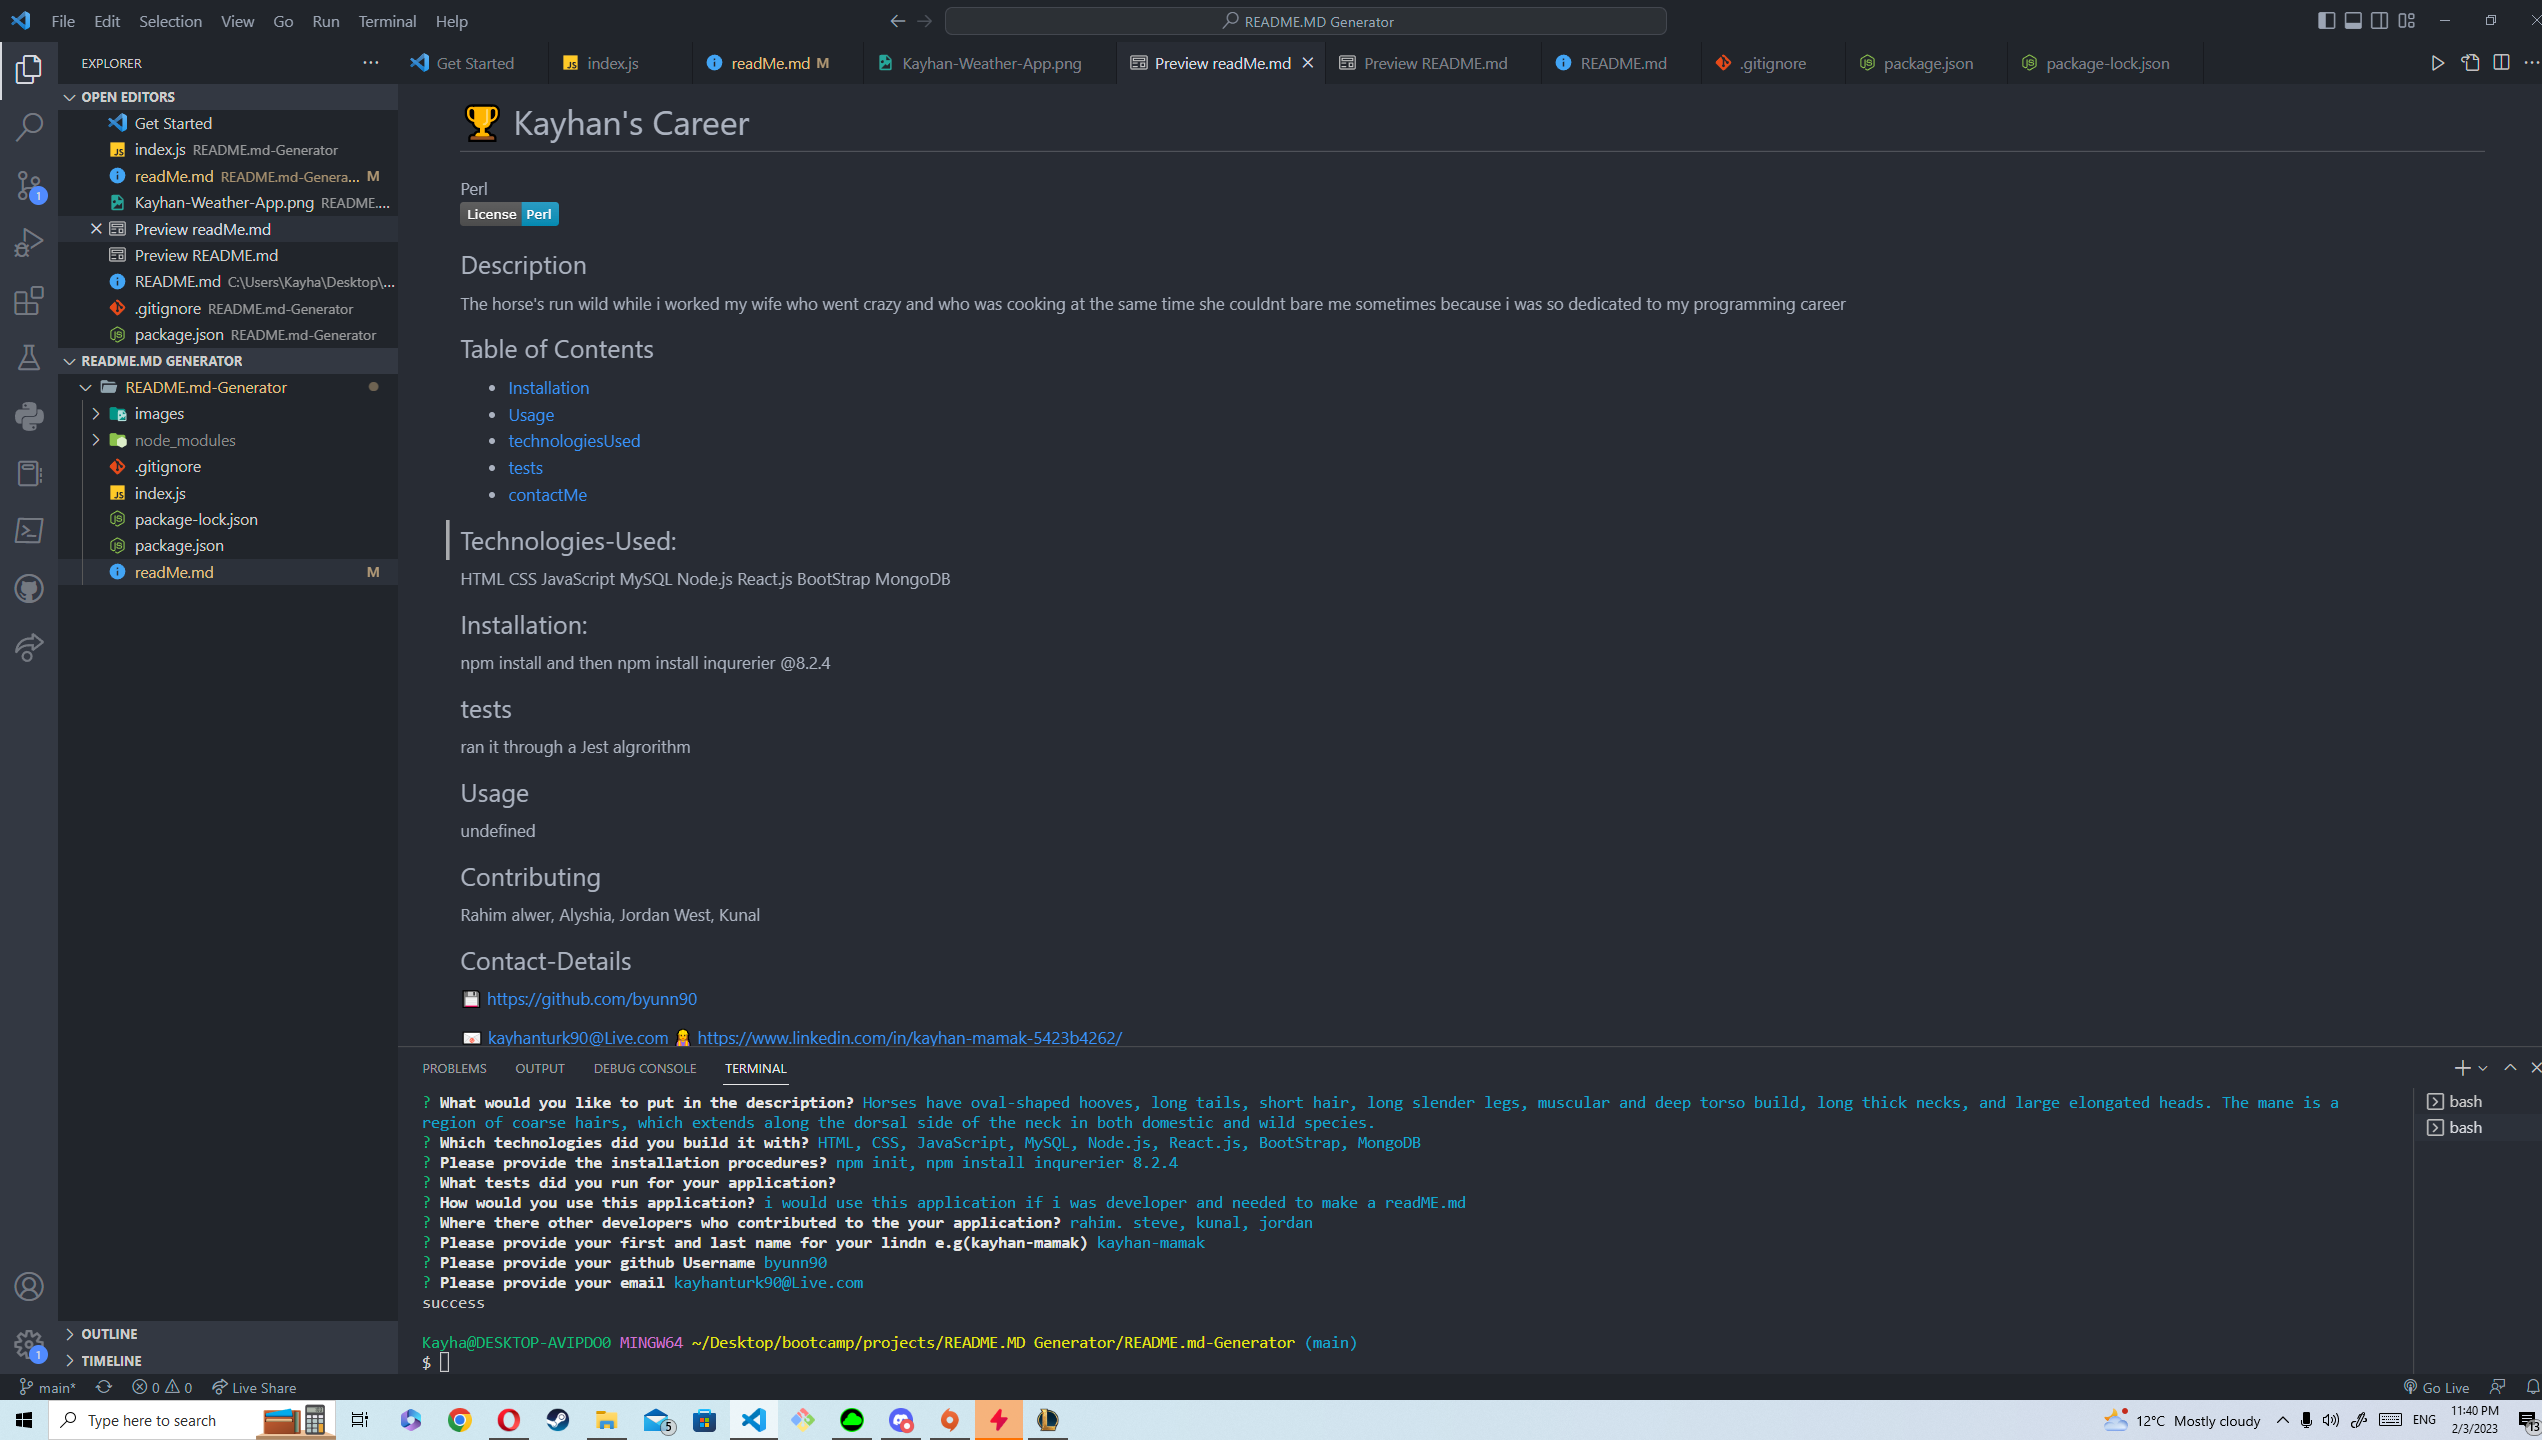 File Edit Selection View Go Run Terminal Help
README.MD Generator
EXPLORER
Get Started index.js readMe.md M Kayhan-Weather-App.png Preview readMe.md Preview README.md README.md .gitignore package.json package-lock.json
OPEN EDITORS
Get Started
index.js README.md-Generator
readMe.md README.md-Genera... M
Kayhan-Weather-App.png README....
Preview readMe.md
Preview README.md
README.md C:\Users\Kayha\Desktop\...
.gitignore README.md-Generator
package.json README.md-Generator
README.MD GENERATOR
README.md-Generator
images
node_modules
.gitignore
index.js
package-lock.json
package.json
readMe.md M
OUTLINE
TIMELINE
1
1
Kayhan's Career
Perl
License Perl
Description
The horse's run wild while i worked my wife who went crazy and who was cooking at the same time she couldnt bare me sometimes because i was so dedicated to my programming career
Table of Contents
Installation
Usage
technologiesUsed
tests
contactMe
Technologies-Used:
HTML CSS JavaScript MySQL Node.js React.js BootStrap MongoDB
Installation:
npm install and then npm install inqurerier @8.2.4
tests
ran it through a Jest algrorithm
Usage
undefined
Contributing
Rahim alwer, Alyshia, Jordan West, Kunal
Contact-Details
https://github.com/byunn90
kayhanturk90@Live.com https://www.linkedin.com/in/kayhan-mamak-5423b4262/
PROBLEMS OUTPUT DEBUG CONSOLE TERMINAL
? What would you like to put in the description? Horses have oval-shaped hooves, long tails, short hair, long slender legs, muscular and deep torso build, long thick necks, and large elongated heads. The mane is a
region of coarse hairs, which extends along the dorsal side of the neck in both domestic and wild species.
? Which technologies did you build it with? HTML, CSS, JavaScript, MySQL, Node.js, React.js, BootStrap, MongoDB
? Please provide the installation procedures? npm init, npm install inqurerier 8.2.4
? What tests did you run for your application?
? How would you use this application? i would use this application if i was developer and needed to make a readME.md
? Where there other developers who contributed to the your application? rahim. steve, kunal, jordan
? Please provide your first and last name for your lindn e.g(kayhan-mamak) kayhan-mamak
? Please provide your github Username byunn90
? Please provide your email kayhanturk90@Live.com
success
Kayha@DESKTOP-AVIPDO0 MINGW64 ~/Desktop/bootcamp/projects/README.MD Generator/README.md-Generator (main)
$
bash
bash
main* 0 0 Live Share Go Live
Type here to search 5 12°C Mostly cloudy ENG 11:40 PM
2/3/2023 13